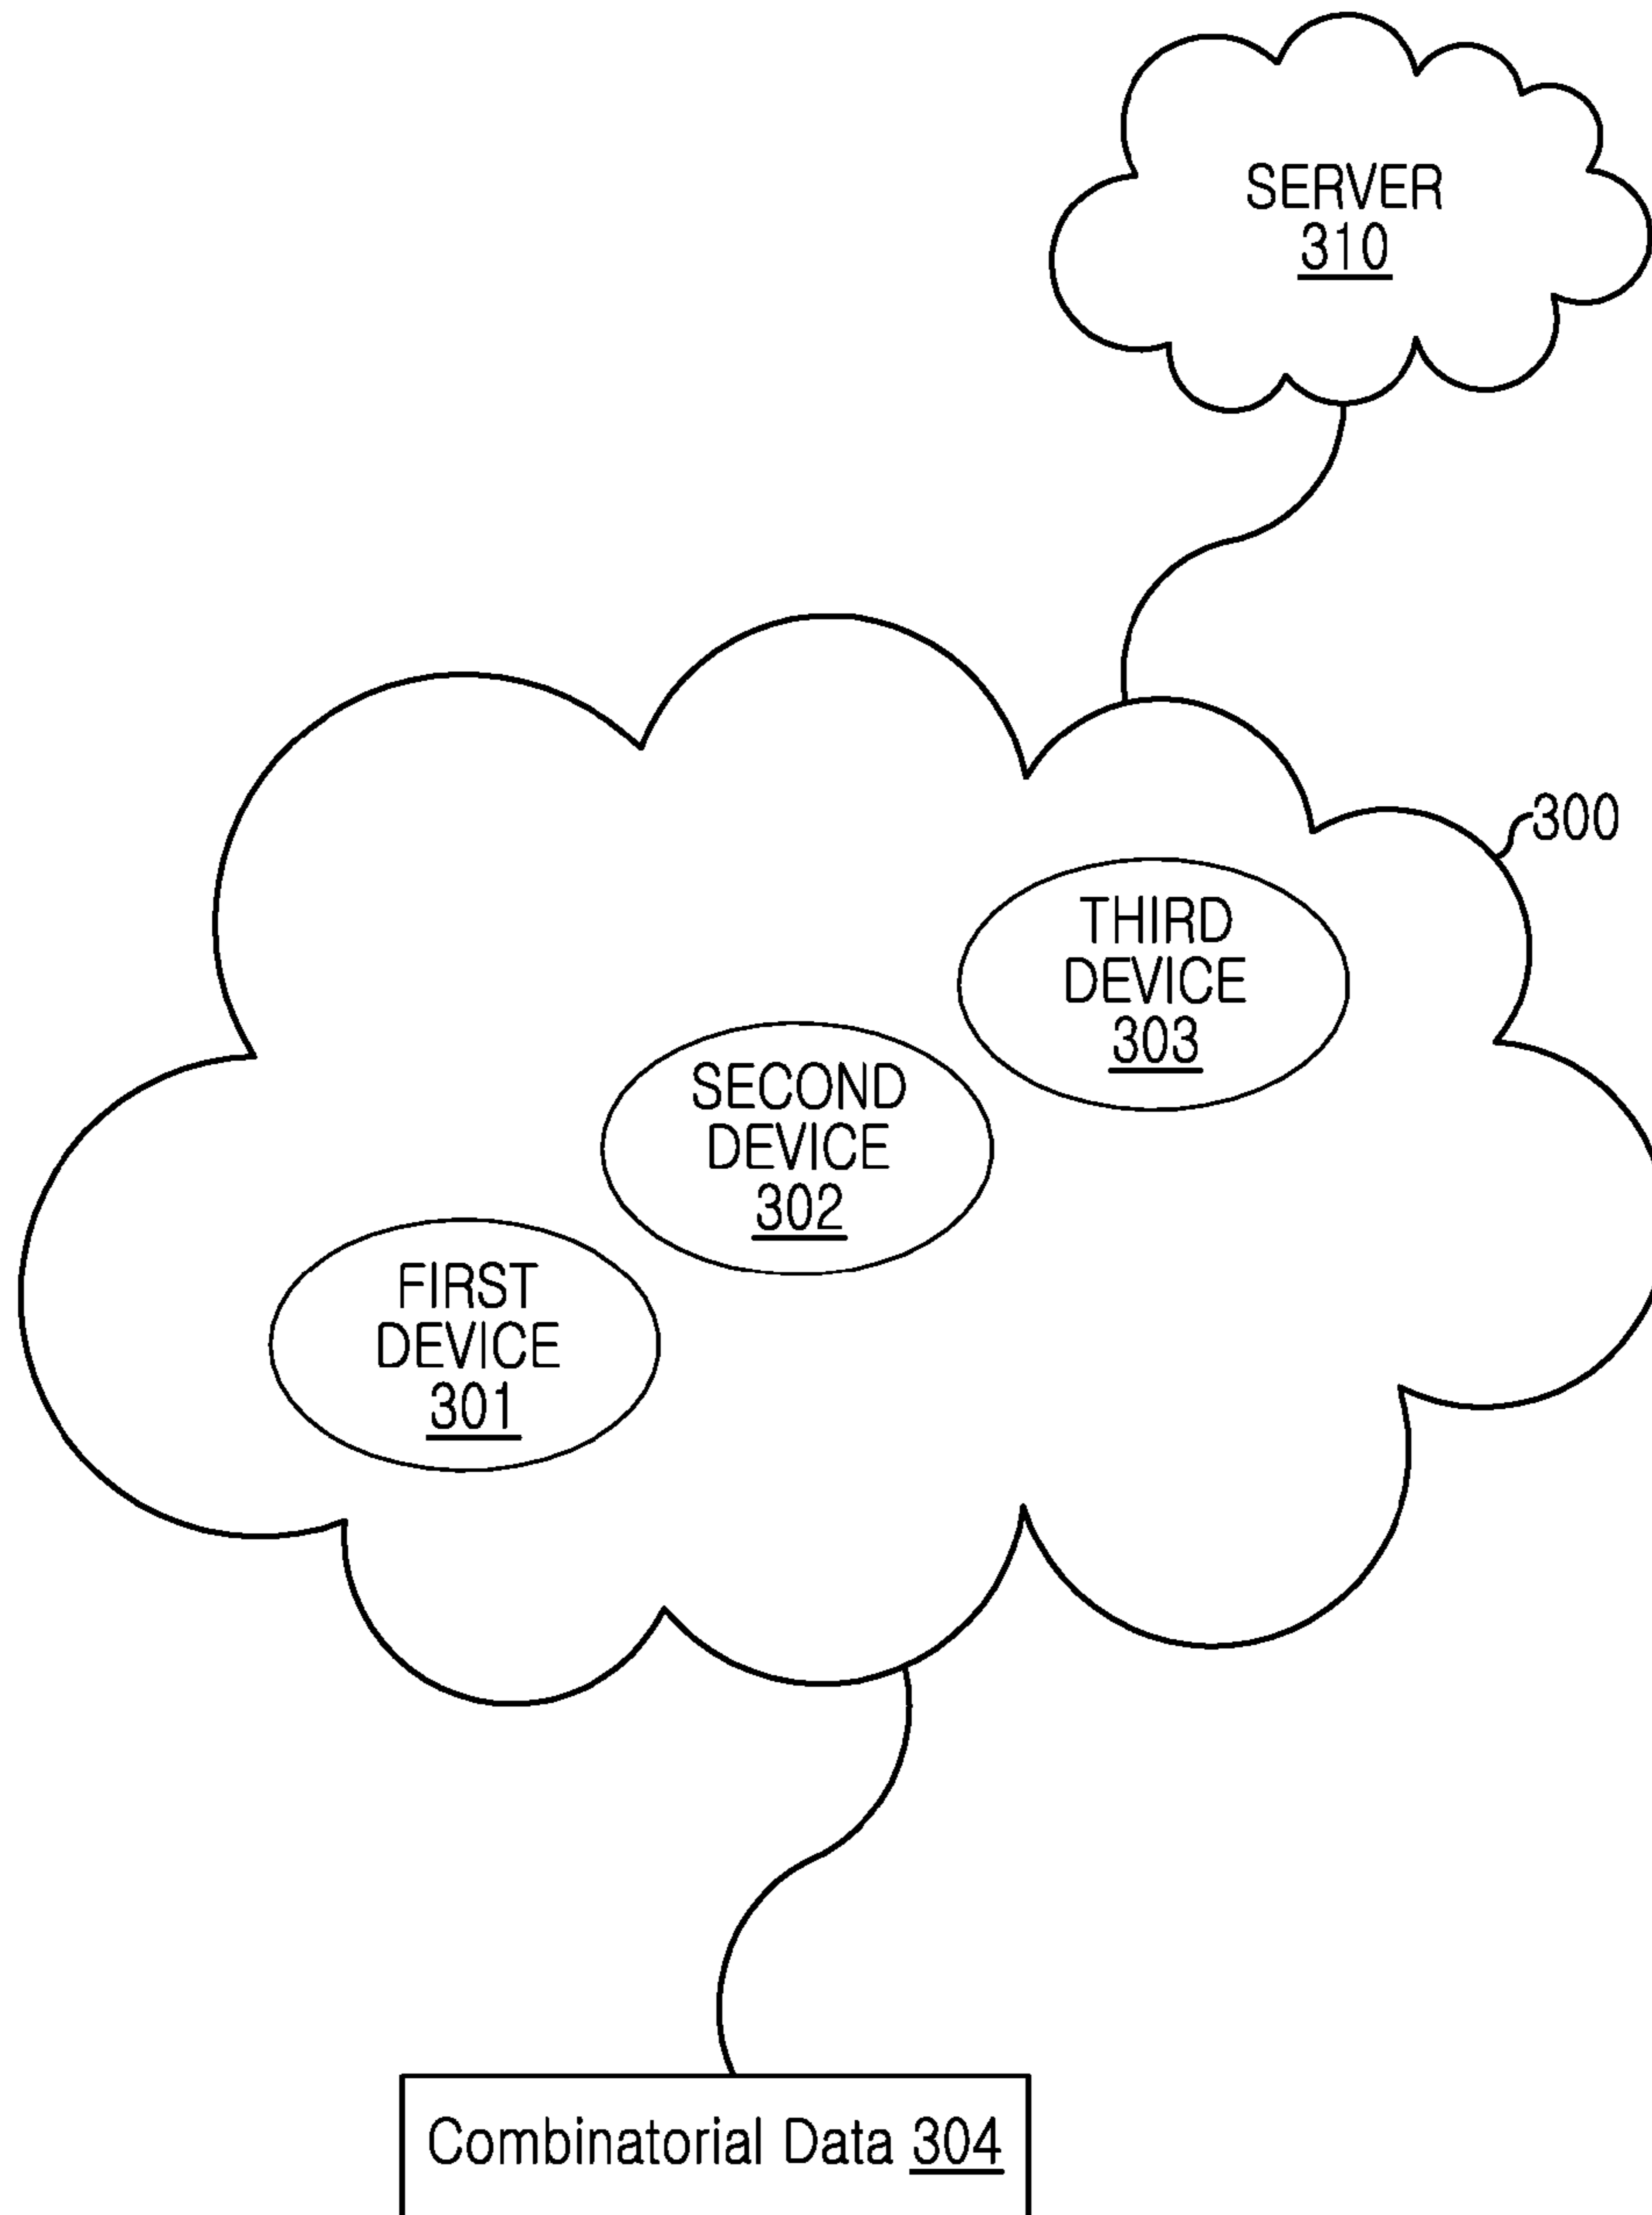 SERVER
310
300
THIRD
DEVICE
303
SECOND
DEVICE
302
FIRST
DEVICE
301
Combinatorial Data 304